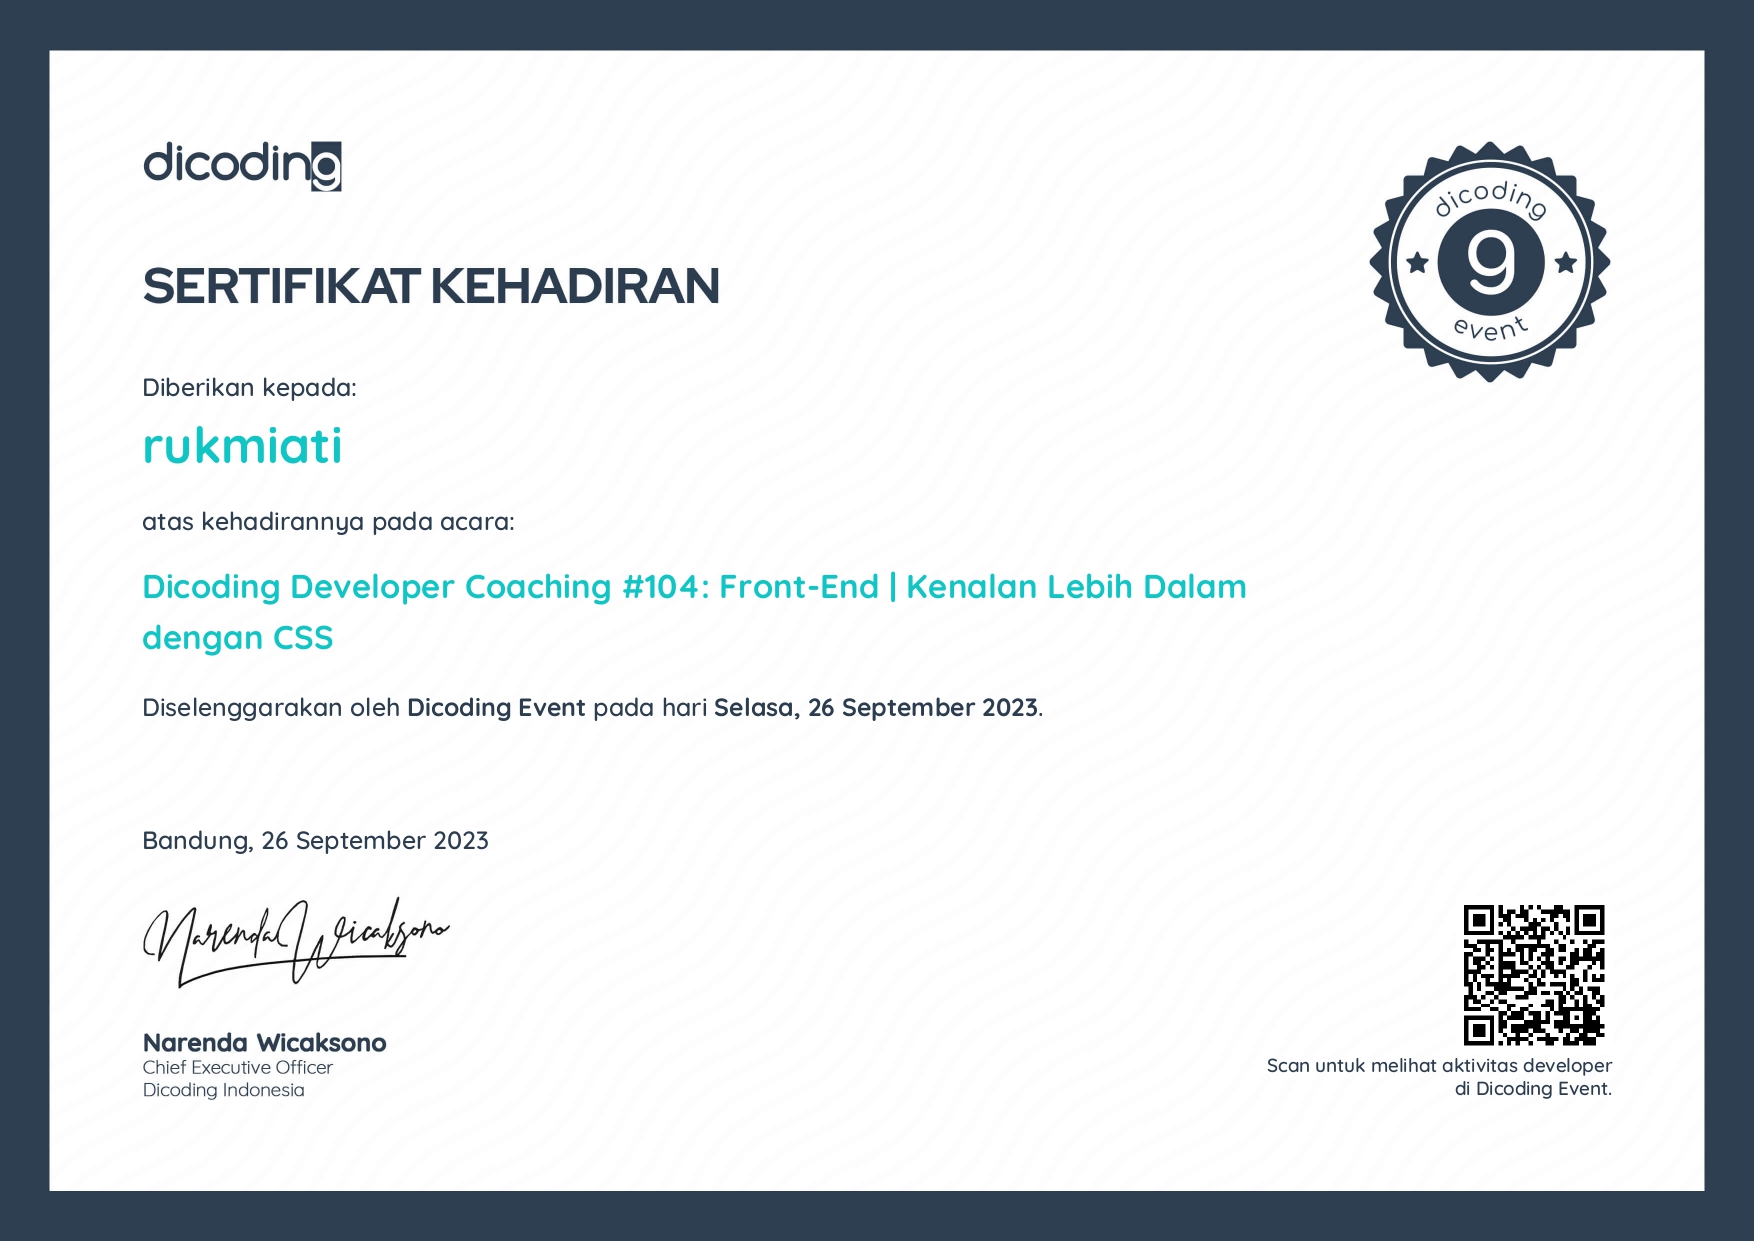 dicoding
SERTIFIKAT KEHADIRAN
dicoding
g
event
Diberikan kepada:
rukmiati
atas kehadirannya pada acara:
Dicoding Developer Coaching #104: Front-End | Kenalan Lebih Dalam
dengan CSS
Diselenggarakan oleh Dicoding Event pada hari Selasa, 26 September 2023.
Bandung, 26 September 2023
Narenda Wicaksono
Narenda Wicaksono
Chief Executive Officer
Dicoding Indonesia
Scan untuk melihat aktivitas developer
di Dicoding Event.